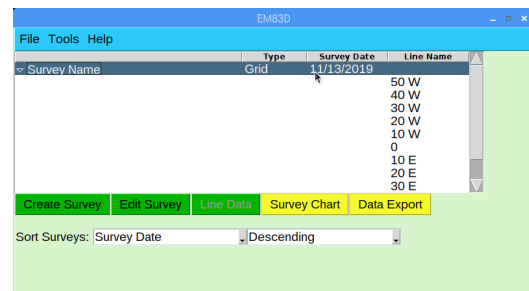 EM83D
File Tools Help
Type Survey Date Line Name
Survey Name Grid 11/13/2019
50 W
40 W
30 W
20 W
10 W
0
10 E
20 E
30 E
Create Survey Edit Survey Line Data Survey Chart Data Export
Sort Surveys: Survey Date Descending